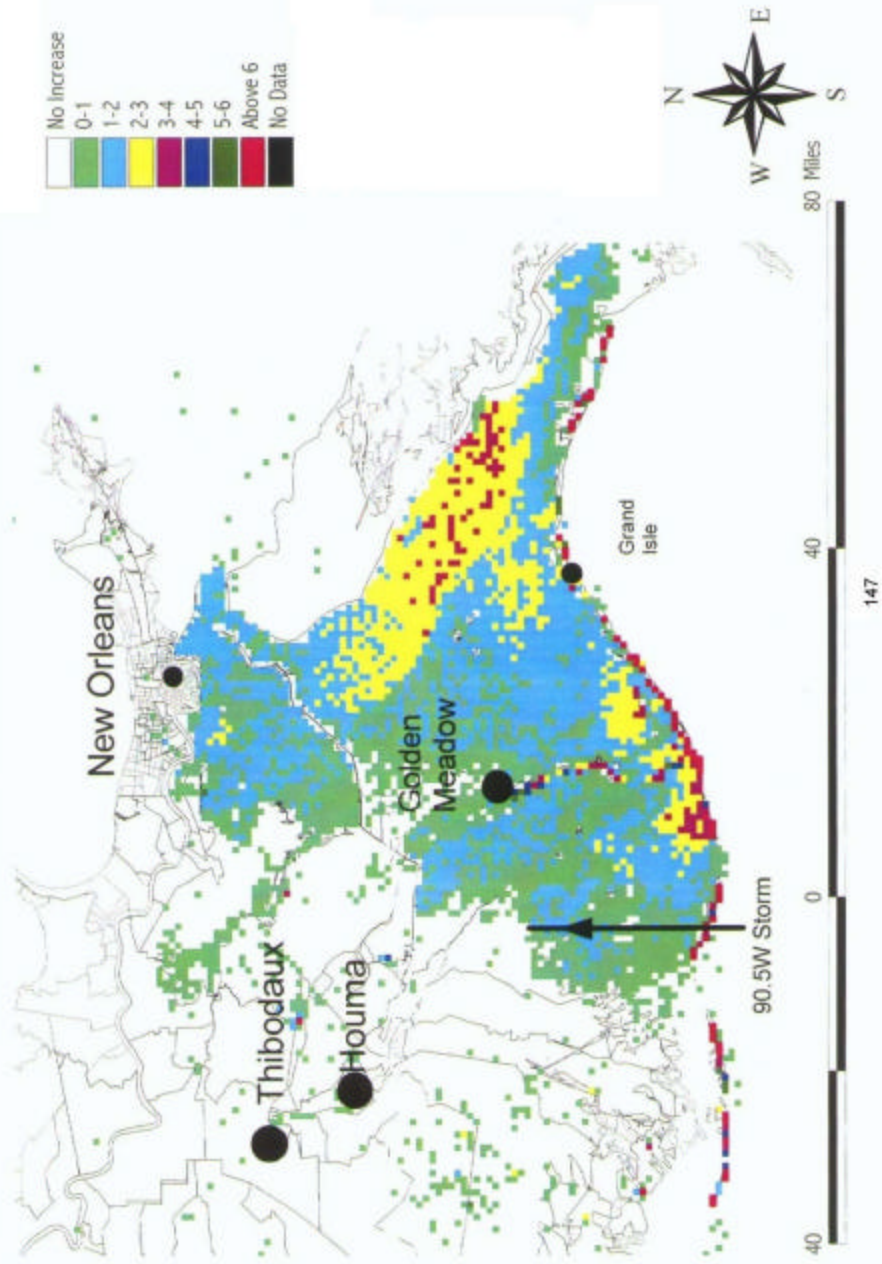 No Increase
0-1
1-2
2-3
3-4
4-5
5-6
Above 6
No Data
N
W
E
S
New Orleans
Thibodaux
Houma
Golden
Meadow
Grand
Isle
90.5W Storm
40
0
40
80 Miles
147